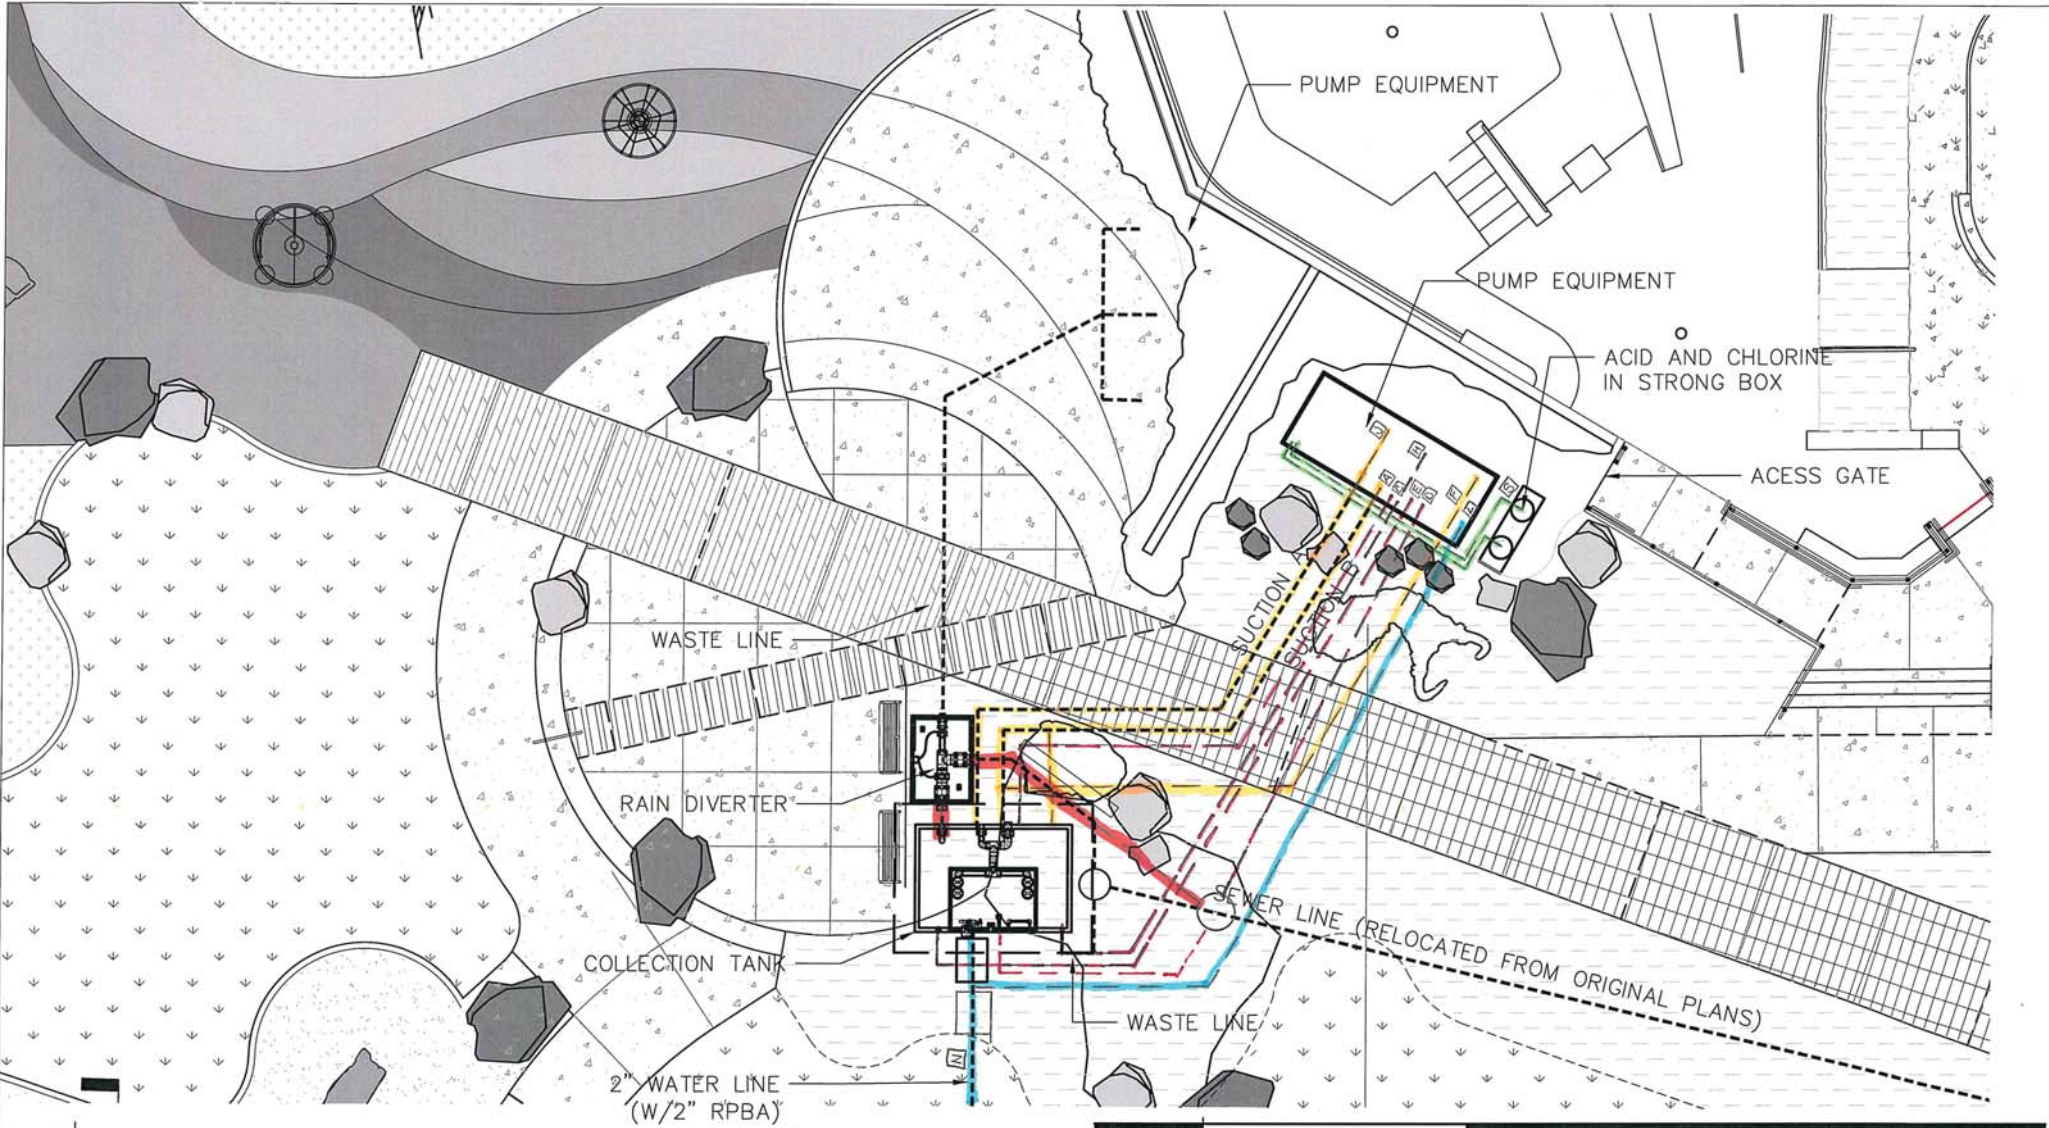 PUMP EQUIPMENT
PUMP EQUIPMENT
ACID AND CHLORINE
IN STRONG BOX
ACESS GATE
J
H
A
E
F
Z
S
SUCTION A
SUCTION B
WASTE LINE
RAIN DIVERTER
SEWER LINE (RELOCATED FROM ORIGINAL PLANS)
COLLECTION TANK
WASTE LINE
N
2" WATER LINE
(W/2" RPBA)